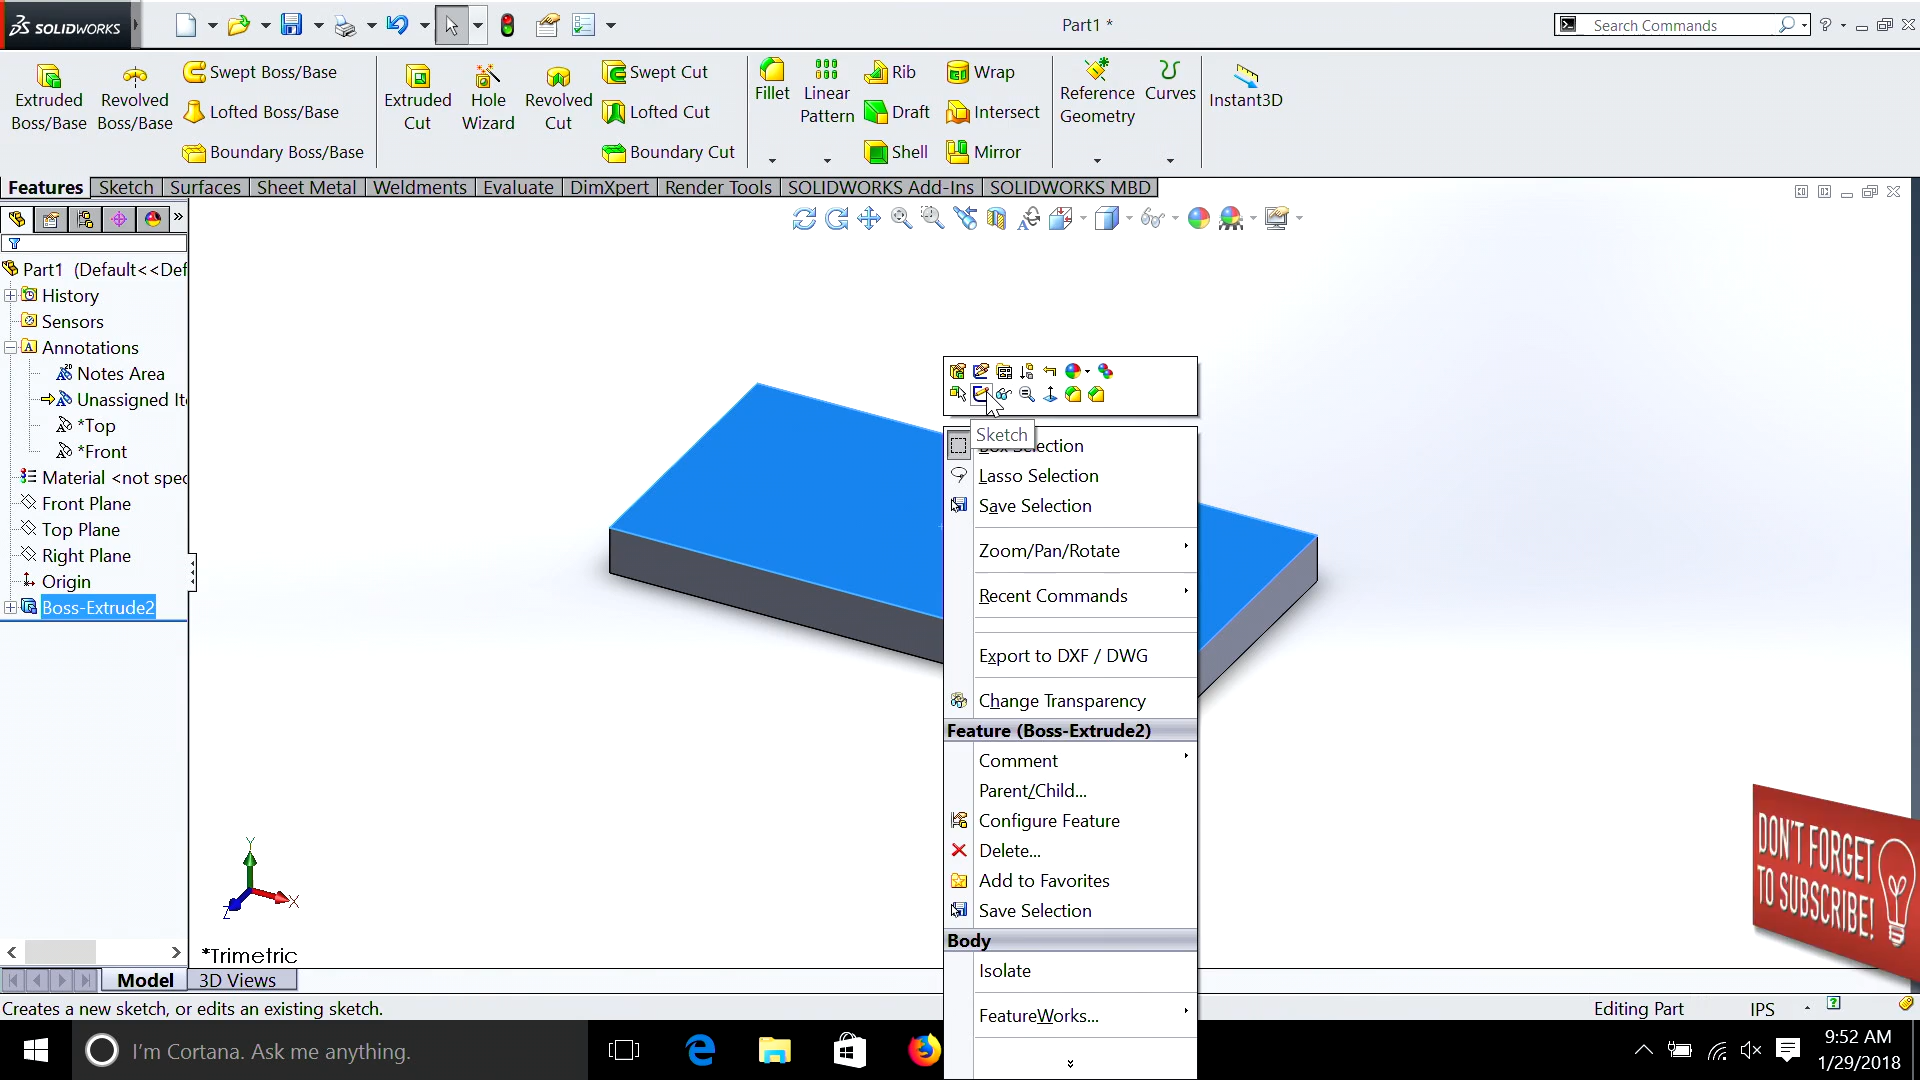 SOLIDWORKS
Part1 *
Search Commands
Extruded Boss/Base
Revolved Boss/Base
Swept Boss/Base
Lofted Boss/Base
Boundary Boss/Base
Extruded Cut
Hole Wizard
Revolved Cut
Swept Cut
Lofted Cut
Boundary Cut
Fillet
Linear Pattern
Rib
Draft
Shell
Wrap
Intersect
Mirror
Reference Geometry
Curves
Instant3D
Features
Sketch
Surfaces
Sheet Metal
Weldments
Evaluate
DimXpert
Render Tools
SOLIDWORKS Add-Ins
SOLIDWORKS MBD
Part1 (Default<<Def
History
Sensors
Annotations
Notes Area
Unassigned Ite
*Top
*Front
Material <not spec
Front Plane
Top Plane
Right Plane
Origin
Boss-Extrude2
Sketch
Box Selection
Lasso Selection
Save Selection
Zoom/Pan/Rotate
Recent Commands
Export to DXF / DWG
Change Transparency
Feature (Boss-Extrude2)
Comment
Parent/Child...
Configure Feature
Delete...
Add to Favorites
Save Selection
Body
Isolate
FeatureWorks...
DON'T FORGET
TO SUBSCRIBE!
Y
X
Z
*Trimetric
Model
3D Views
Creates a new sketch, or edits an existing sketch.
Editing Part
IPS
I'm Cortana. Ask me anything.
9:52 AM
1/29/2018